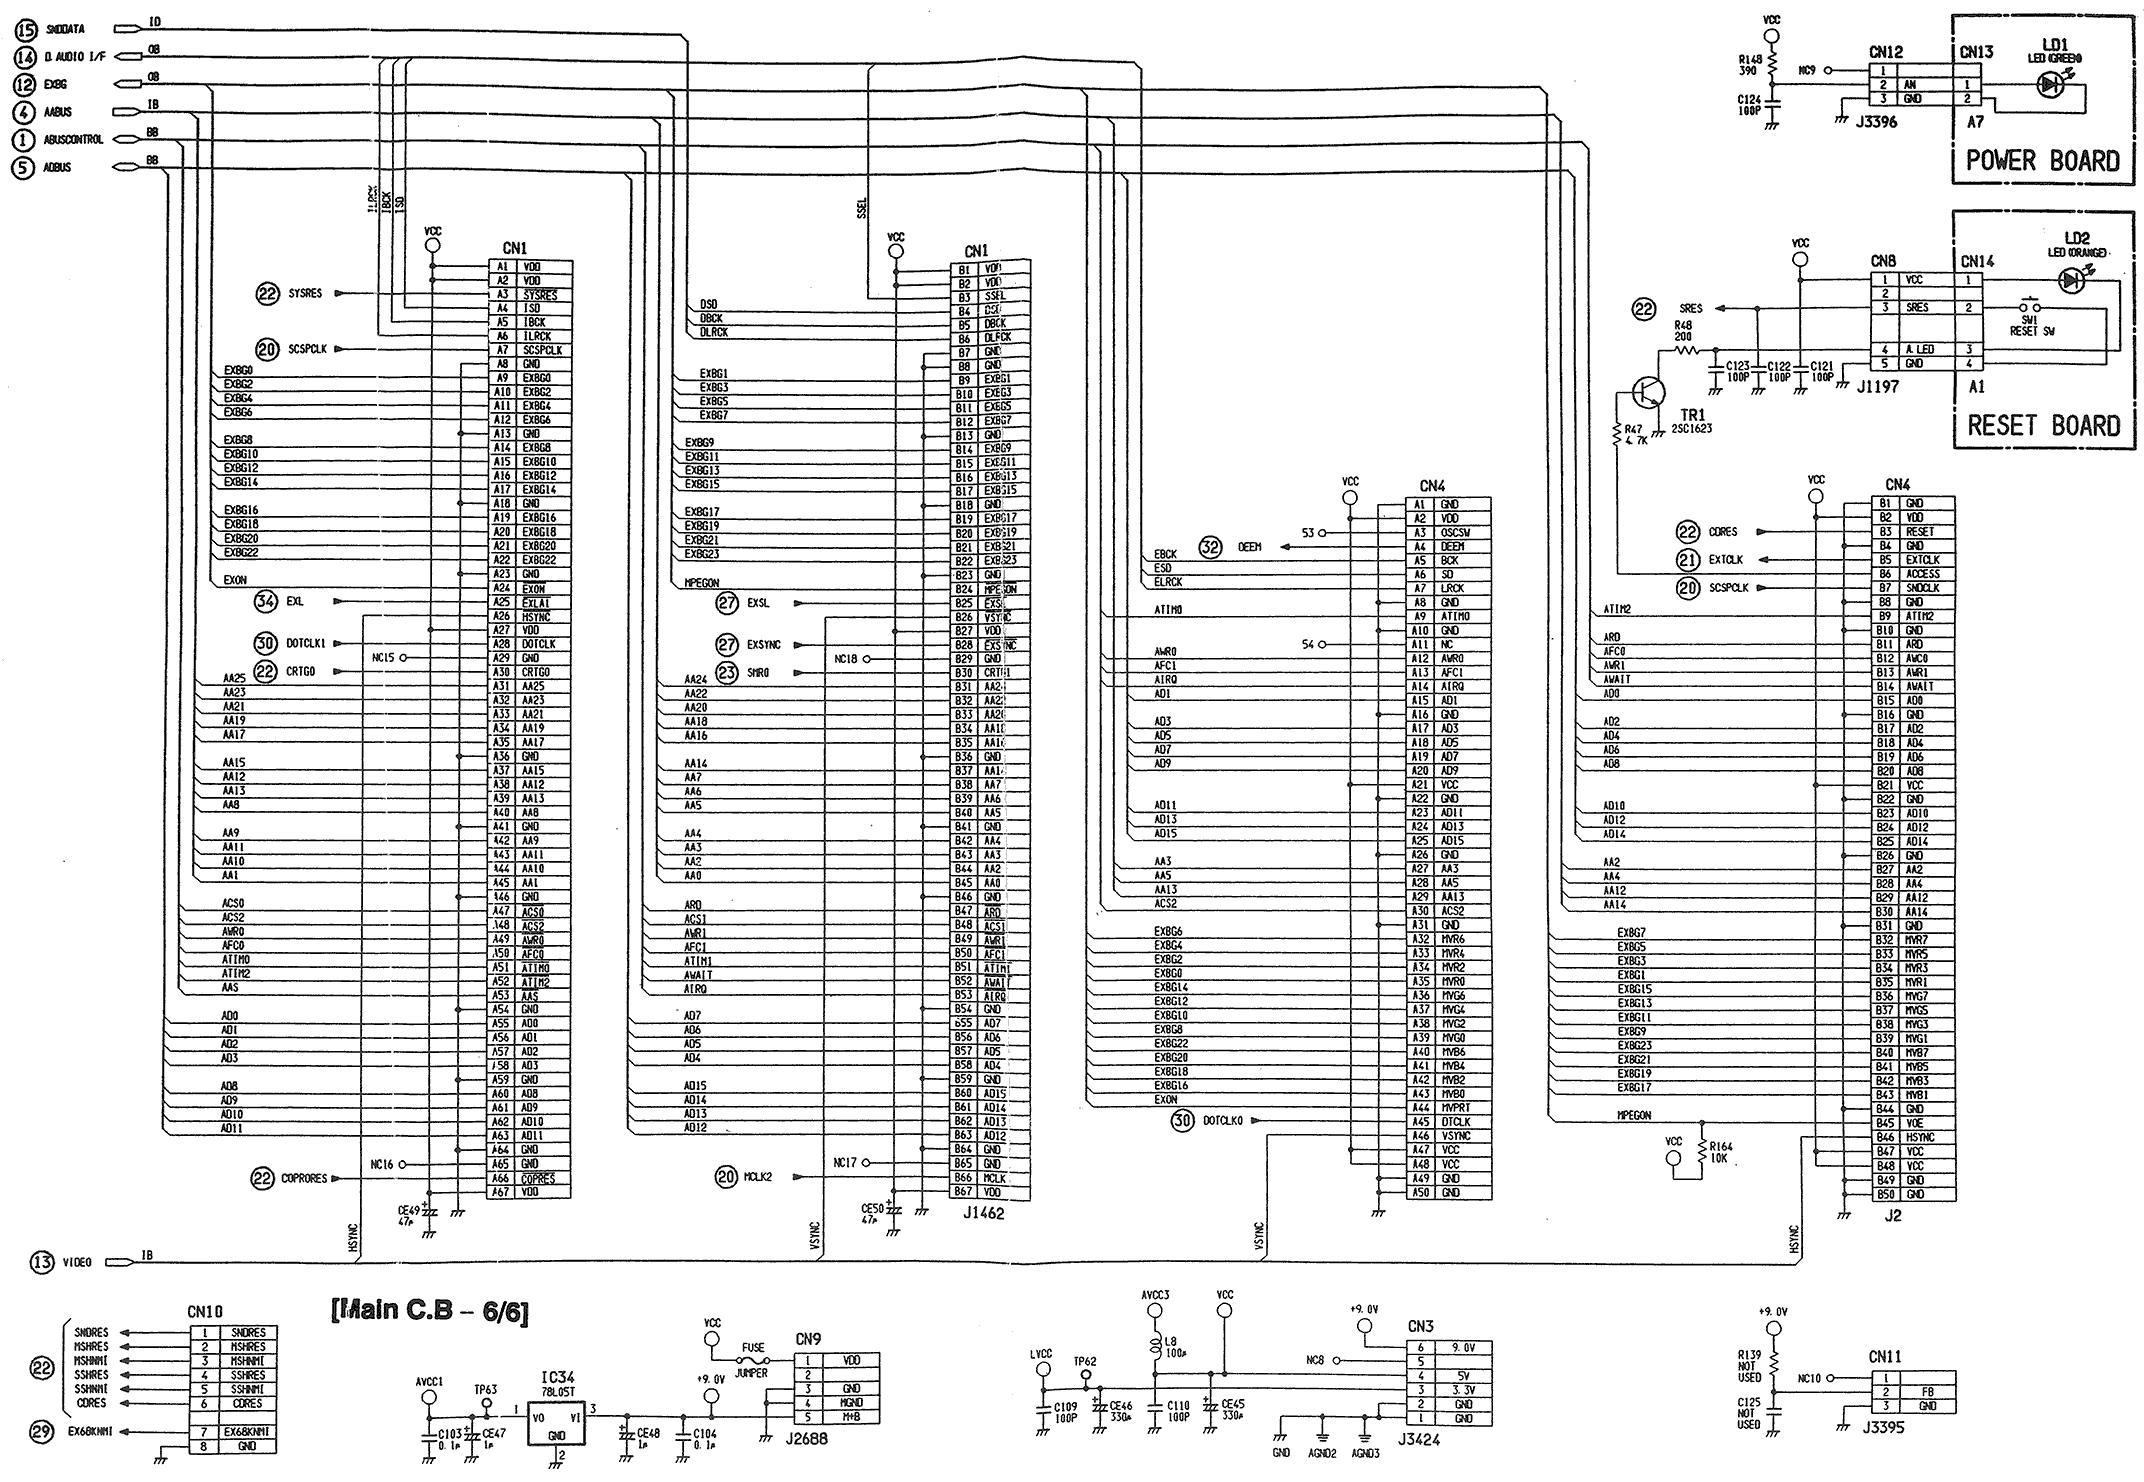 15 SNDDATA ID
14 D.AUDIO I/F OB
12 EXBG OB
4 AABUS IB
1 ABUSCONTROL BB
5 ADBUS BB
ILRCK
IBCK
ISD
SSEL
VCC
CN1
A1 VDD
A2 VDD
22 SYSRES A3 SYSRES
A4 ISD
A5 IBCK
A6 ILRCK
20 SCSPCLK A7 SCSPCLK
A8 GND
EXBG0 A9 EXBG0
EXBG2 A10 EXBG2
EXBG4 A11 EXBG4
EXBG6 A12 EXBG6
A13 GND
EXBG8 A14 EXBG8
EXBG10 A15 EXBG10
EXBG12 A16 EXBG12
EXBG14 A17 EXBG14
A18 GND
EXBG16 A19 EXBG16
EXBG18 A20 EXBG18
EXBG20 A21 EXBG20
EXBG22 A22 EXBG22
A23 GND
EXON A24 EXON
34 EXL A25 EXLA1
A26 HSYNC
A27 VDD
30 DOTCLK1 A28 DOTCLK
NC15 A29 GND
22 CRTG0 A30 CRTG0
AA25 A31 AA25
AA23 A32 AA23
AA21 A33 AA21
AA19 A34 AA19
AA17 A35 AA17
A36 GND
AA15 A37 AA15
AA12 A38 AA12
AA13 A39 AA13
AA8 A40 AA8
A41 GND
AA9 A42 AA9
AA11 A43 AA11
AA10 A44 AA10
AA1 A45 AA1
A46 GND
ACS0 A47 ACS0
ACS2 A48 ACS2
AWR0 A49 AWR0
AFC0 A50 AFC0
ATIM0 A51 ATIM0
ATIM2 A52 ATIM2
AAS A53 AAS
A54 GND
AD0 A55 AD0
AD1 A56 AD1
AD2 A57 AD2
AD3 A58 AD3
A59 GND
AD8 A60 AD8
AD9 A61 AD9
AD10 A62 AD10
AD11 A63 AD11
A64 GND
NC16 A65 GND
22 COPRORES A66 COPRES
A67 VDD
CE49 47μ
HSYNC
VCC
CN1
B1 VDD
B2 VDD
B3 SSEL
DSD B4 DSD
DBCK B5 DBCK
DLRCK B6 DLRCK
B7 GND
B8 GND
EXBG1 B9 EXBG1
EXBG3 B10 EXBG3
EXBG5 B11 EXBG5
EXBG7 B12 EXBG7
B13 GND
EXBG9 B14 EXBG9
EXBG11 B15 EXBG11
EXBG13 B16 EXBG13
EXBG15 B17 EXBG15
B18 GND
EXBG17 B19 EXBG17
EXBG19 B20 EXBG19
EXBG21 B21 EXBG21
EXBG23 B22 EXBG23
B23 GND
MPEGON B24 MPEGON
27 EXSL B25 EXSL
B26 VSYNC
B27 VDD
27 EXSYNC B28 EXSYNC
NC18 B29 GND
23 SMR0 B30 CRTG1
AA24 B31 AA24
AA22 B32 AA22
AA20 B33 AA20
AA18 B34 AA18
AA16 B35 AA16
B36 GND
AA14 B37 AA14
AA7 B38 AA7
AA6 B39 AA6
AA5 B40 AA5
B41 GND
AA4 B42 AA4
AA3 B43 AA3
AA2 B44 AA2
AA0 B45 AA0
B46 GND
ARD B47 ARD
ACS1 B48 ACS1
AWR1 B49 AWR1
AFC1 B50 AFC1
ATIM1 B51 ATIM1
AWAIT B52 AWAIT
AIRQ B53 AIRQ
B54 GND
AD7 B55 AD7
AD6 B56 AD6
AD5 B57 AD5
AD4 B58 AD4
B59 GND
AD15 B60 AD15
AD14 B61 AD14
AD13 B62 AD13
AD12 B63 AD12
B64 GND
NC17 B65 GND
20 MCLK2 B66 MCLK
B67 VDD
CE50 47μ
J1462
VSYNC
VCC
CN4
A1 GND
A2 VDD
53 A3 OSCSW
32 DEEM A4 DEEM
EBCK A5 BCK
ESD A6 SD
ELRCK A7 LRCK
A8 GND
ATIM0 A9 ATIM0
A10 GND
54 A11 NC
AWR0 A12 AWR0
AFC1 A13 AFC1
AIRQ A14 AIRQ
AD1 A15 AD1
A16 GND
AD3 A17 AD3
AD5 A18 AD5
AD7 A19 AD7
AD9 A20 AD9
A21 VCC
A22 GND
AD11 A23 AD11
AD13 A24 AD13
AD15 A25 AD15
A26 GND
AA3 A27 AA3
AA5 A28 AA5
AA13 A29 AA13
ACS2 A30 ACS2
A31 GND
EXBG6 A32 MVR6
EXBG4 A33 MVR4
EXBG2 A34 MVR2
EXBG0 A35 MVR0
EXBG14 A36 MVG6
EXBG12 A37 MVG4
EXBG10 A38 MVG2
EXBG8 A39 MVG0
EXBG22 A40 MVB6
EXBG20 A41 MVB4
EXBG18 A42 MVB2
EXBG16 A43 MVB0
EXON A44 MVPRT
30 DOTCLK0 A45 DTCLK
A46 VSYNC
A47 VCC
A48 VCC
A49 GND
A50 GND
VSYNC
VCC
CN4
B1 GND
B2 VDD
22 CDRES B3 RESET
B4 GND
21 EXTCLK B5 EXTCLK
B6 ACCESS
20 SCSPCLK B7 SNDCLK
B8 GND
ATIM2 B9 ATIM2
B10 GND
ARD B11 ARD
AFC0 B12 AWC0
AWR1 B13 AWR1
AWAIT B14 AWAIT
AD0 B15 AD0
B16 GND
AD2 B17 AD2
AD4 B18 AD4
AD6 B19 AD6
AD8 B20 AD8
B21 VCC
B22 GND
AD10 B23 AD10
AD12 B24 AD12
AD14 B25 AD14
B26 GND
AA2 B27 AA2
AA4 B28 AA4
AA12 B29 AA12
AA14 B30 AA14
B31 GND
EXBG7 B32 MVR7
EXBG5 B33 MVR5
EXBG3 B34 MVR3
EXBG1 B35 MVR1
EXBG15 B36 MVG7
EXBG13 B37 MVG5
EXBG11 B38 MVG3
EXBG9 B39 MVG1
EXBG23 B40 MVB7
EXBG21 B41 MVB5
EXBG19 B42 MVB3
EXBG17 B43 MVB1
B44 GND
MPEGON B45 VOE
B46 HSYNC
B47 VCC
B48 VCC
B49 GND
B50 GND
VCC
R164 10K
HSYNC
J2
VCC
R148 390
C124 100P
NC9
CN12 CN13
1
2 AN 1
3 GND 2
J3396 A7
LD1
LED(GREEN)
POWER BOARD
VCC
CN8 CN14
1 VCC 1
2
3 SRES 2
4 A.LED 3
5 GND 4
J1197 A1
22 SRES
R48 200
C123 100P
C122 100P
C121 100P
TR1 2SC1623
R47 4.7K
LD2
LED(ORANGE)
SW1
RESET SW
RESET BOARD
13 VIDEO IB
[Main C.B – 6/6]
CN10
22
SNDRES 1 SNDRES
MSHRES 2 MSHRES
MSHNMI 3 MSHNMI
SSHRES 4 SSHRES
SSHNMI 5 SSHNMI
CDRES 6 CDRES
29 EX68KNMI 7 EX68KNMI
8 GND
AVCC1
TP63
C103 0.1μ
CE47 1μ
IC34
78L05T
1 VO VI 3
GND
2
CE48 1μ
C104 0.1μ
+9.0V
VCC
FUSE
JUMPER
CN9
1 VDD
2
3 GND
4 MGND
5 M+B
J2688
LVCC
TP62
C109 100P
CE46 330μ
AVCC3
L8 100μ
C110 100P
VCC
CE45 330μ
+9.0V
NC8
CN3
6 9.0V
5
4 5V
3 3.3V
2 GND
1 GND
J3424
GND AGND2 AGND3
+9.0V
R139 NOT USED
C125 NOT USED
NC10
CN11
1
2 FB
3 GND
J3395